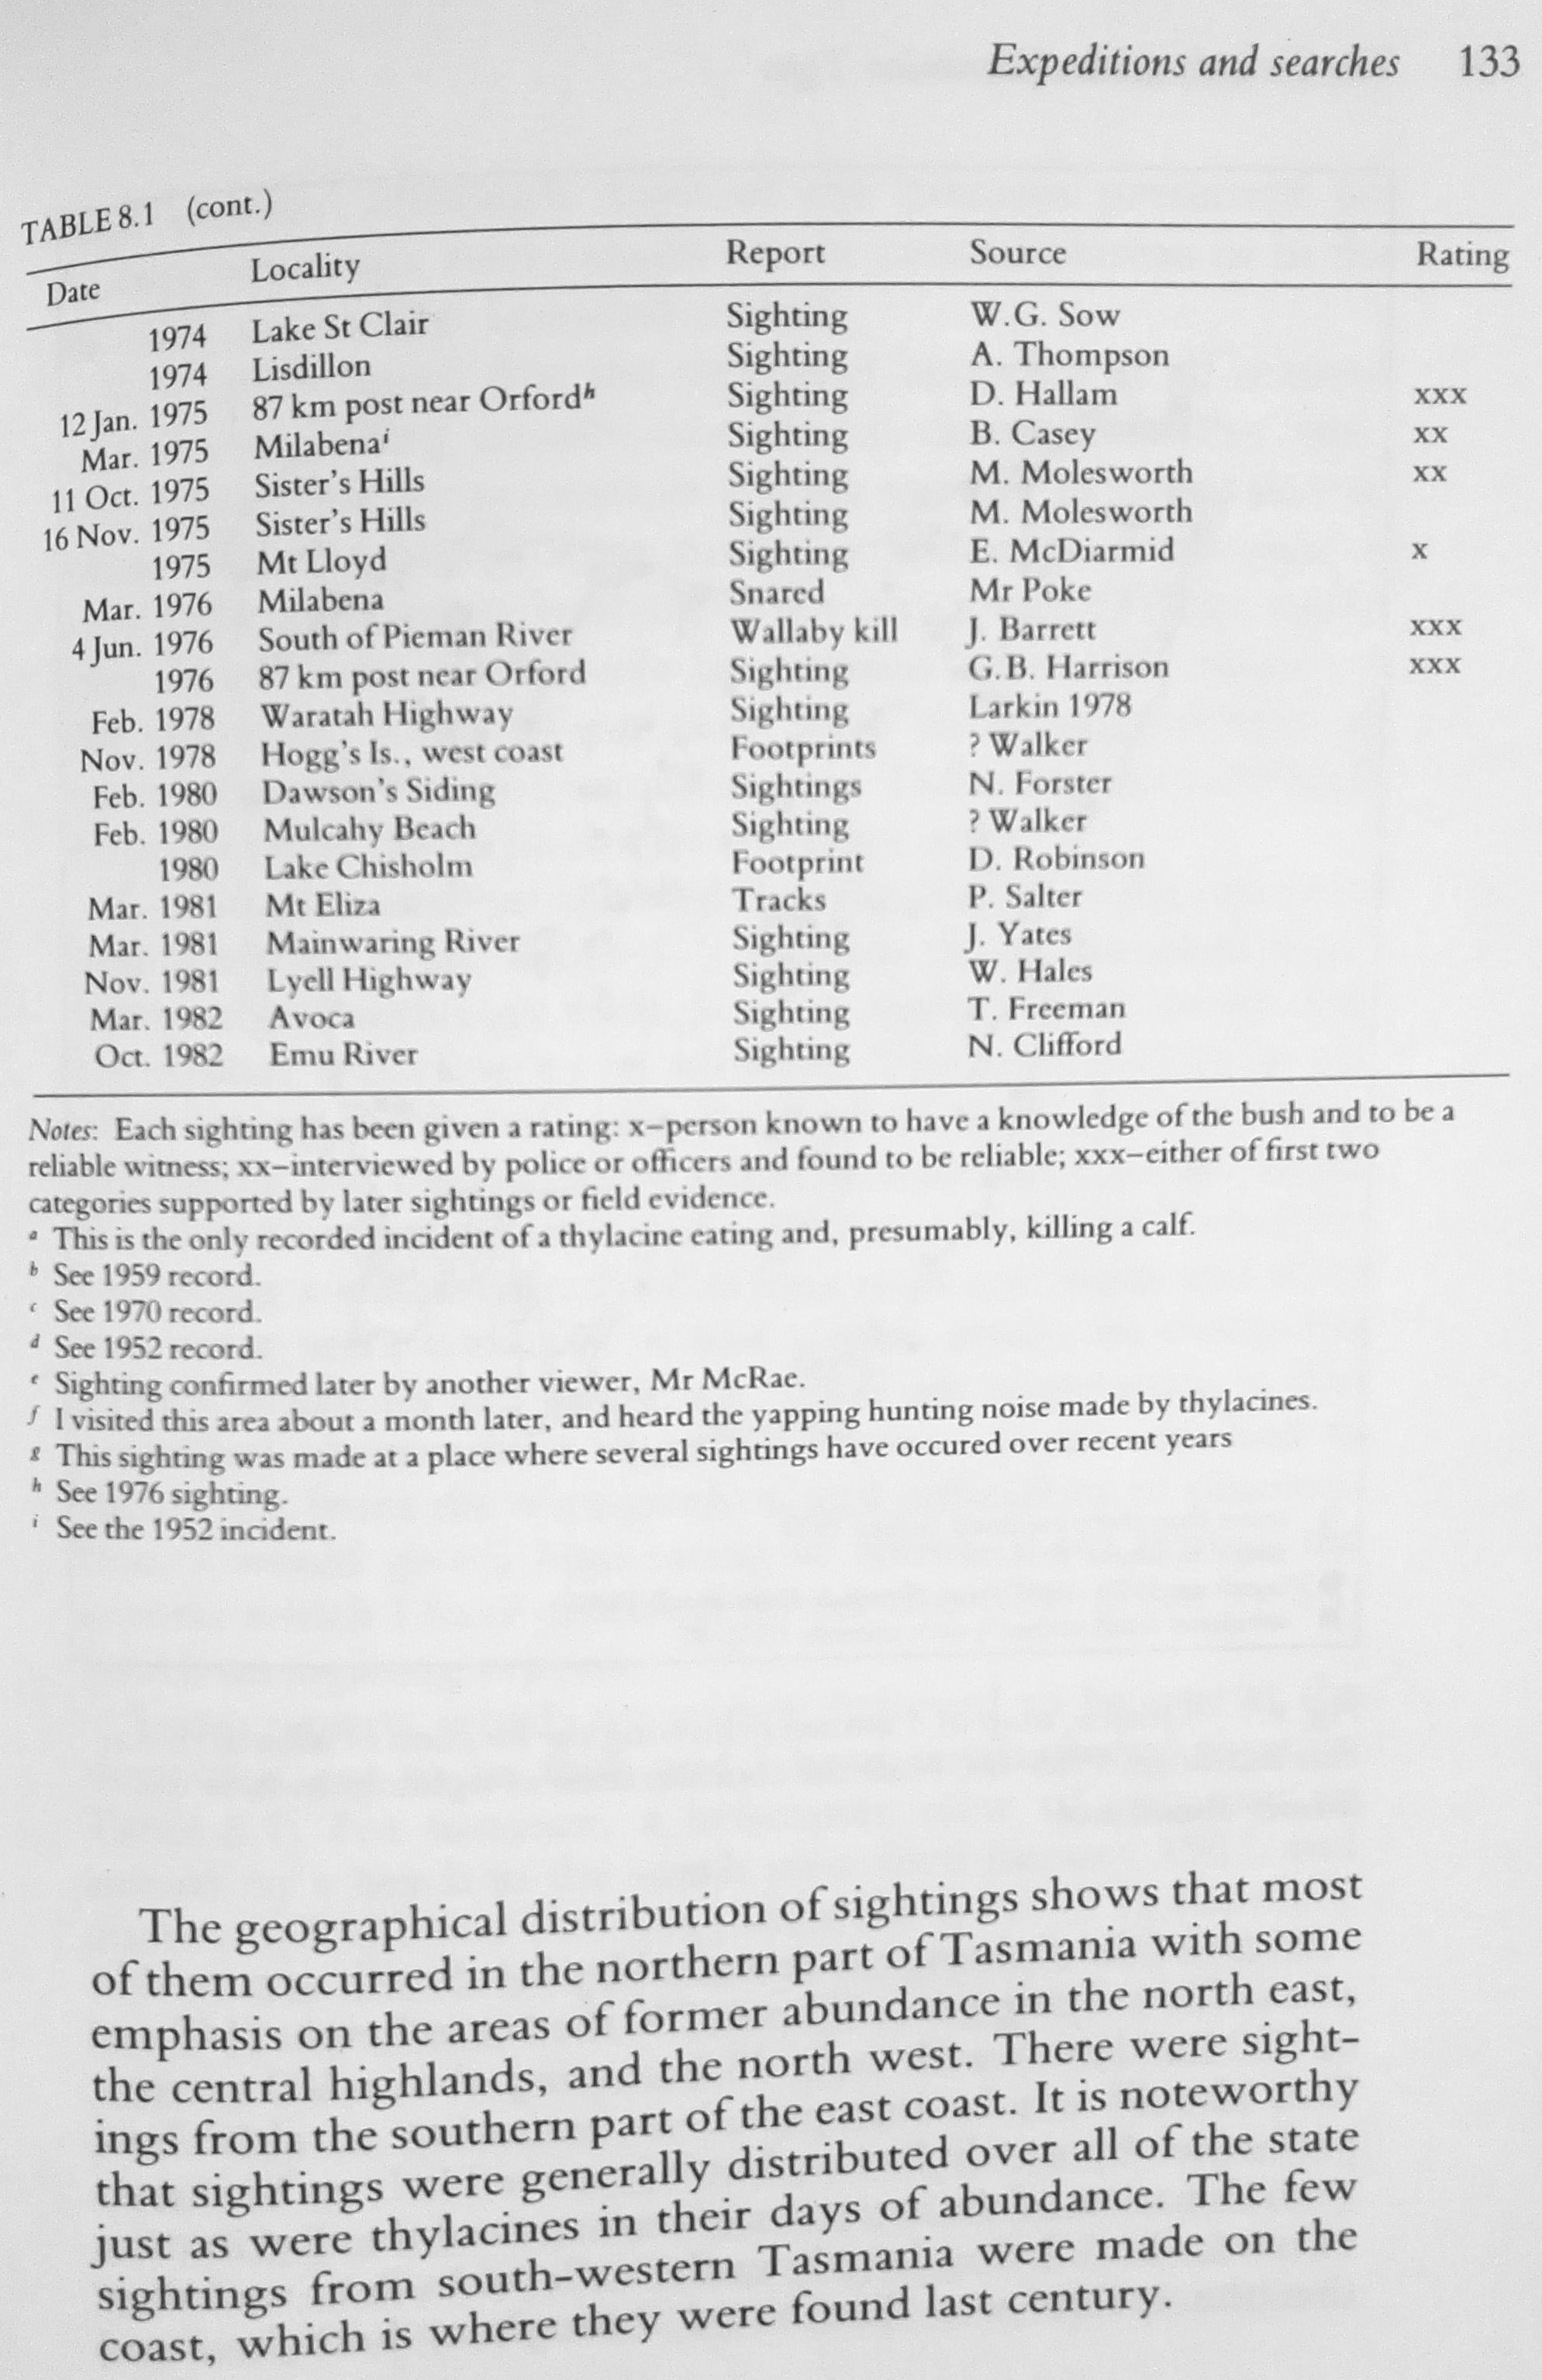 Expeditions and searches 133
TABLE 8.1 (cont.)
Date Locality Report Source Rating
1974 Lake St Clair Sighting W.G. Sow
1974 Lisdillon Sighting A. Thompson
12 Jan. 1975 87 km post near Orfordʰ Sighting D. Hallam xxx
Mar. 1975 Milabenaⁱ Sighting B. Casey xx
11 Oct. 1975 Sister's Hills Sighting M. Molesworth xx
16 Nov. 1975 Sister's Hills Sighting M. Molesworth
1975 Mt Lloyd Sighting E. McDiarmid x
Mar. 1976 Milabena Snared Mr Poke
4 Jun. 1976 South of Pieman River Wallaby kill J. Barrett xxx
1976 87 km post near Orford Sighting G.B. Harrison xxx
Feb. 1978 Waratah Highway Sighting Larkin 1978
Nov. 1978 Hogg's Is., west coast Footprints ? Walker
Feb. 1980 Dawson's Siding Sightings N. Forster
Feb. 1980 Mulcahy Beach Sighting ? Walker
1980 Lake Chisholm Footprint D. Robinson
Mar. 1981 Mt Eliza Tracks P. Salter
Mar. 1981 Mainwaring River Sighting J. Yates
Nov. 1981 Lyell Highway Sighting W. Hales
Mar. 1982 Avoca Sighting T. Freeman
Oct. 1982 Emu River Sighting N. Clifford
Notes: Each sighting has been given a rating: x–person known to have a knowledge of the bush and to be a
reliable witness; xx–interviewed by police or officers and found to be reliable; xxx–either of first two
categories supported by later sightings or field evidence.
ᵃ This is the only recorded incident of a thylacine eating and, presumably, killing a calf.
ᵇ See 1959 record.
ᶜ See 1970 record.
ᵈ See 1952 record.
ᵉ Sighting confirmed later by another viewer, Mr McRae.
ᶠ I visited this area about a month later, and heard the yapping hunting noise made by thylacines.
ᵍ This sighting was made at a place where several sightings have occured over recent years
ʰ See 1976 sighting.
ⁱ See the 1952 incident.
The geographical distribution of sightings shows that most
of them occurred in the northern part of Tasmania with some
emphasis on the areas of former abundance in the north east,
the central highlands, and the north west. There were sight-
ings from the southern part of the east coast. It is noteworthy
that sightings were generally distributed over all of the state
just as were thylacines in their days of abundance. The few
sightings from south-western Tasmania were made on the
coast, which is where they were found last century.